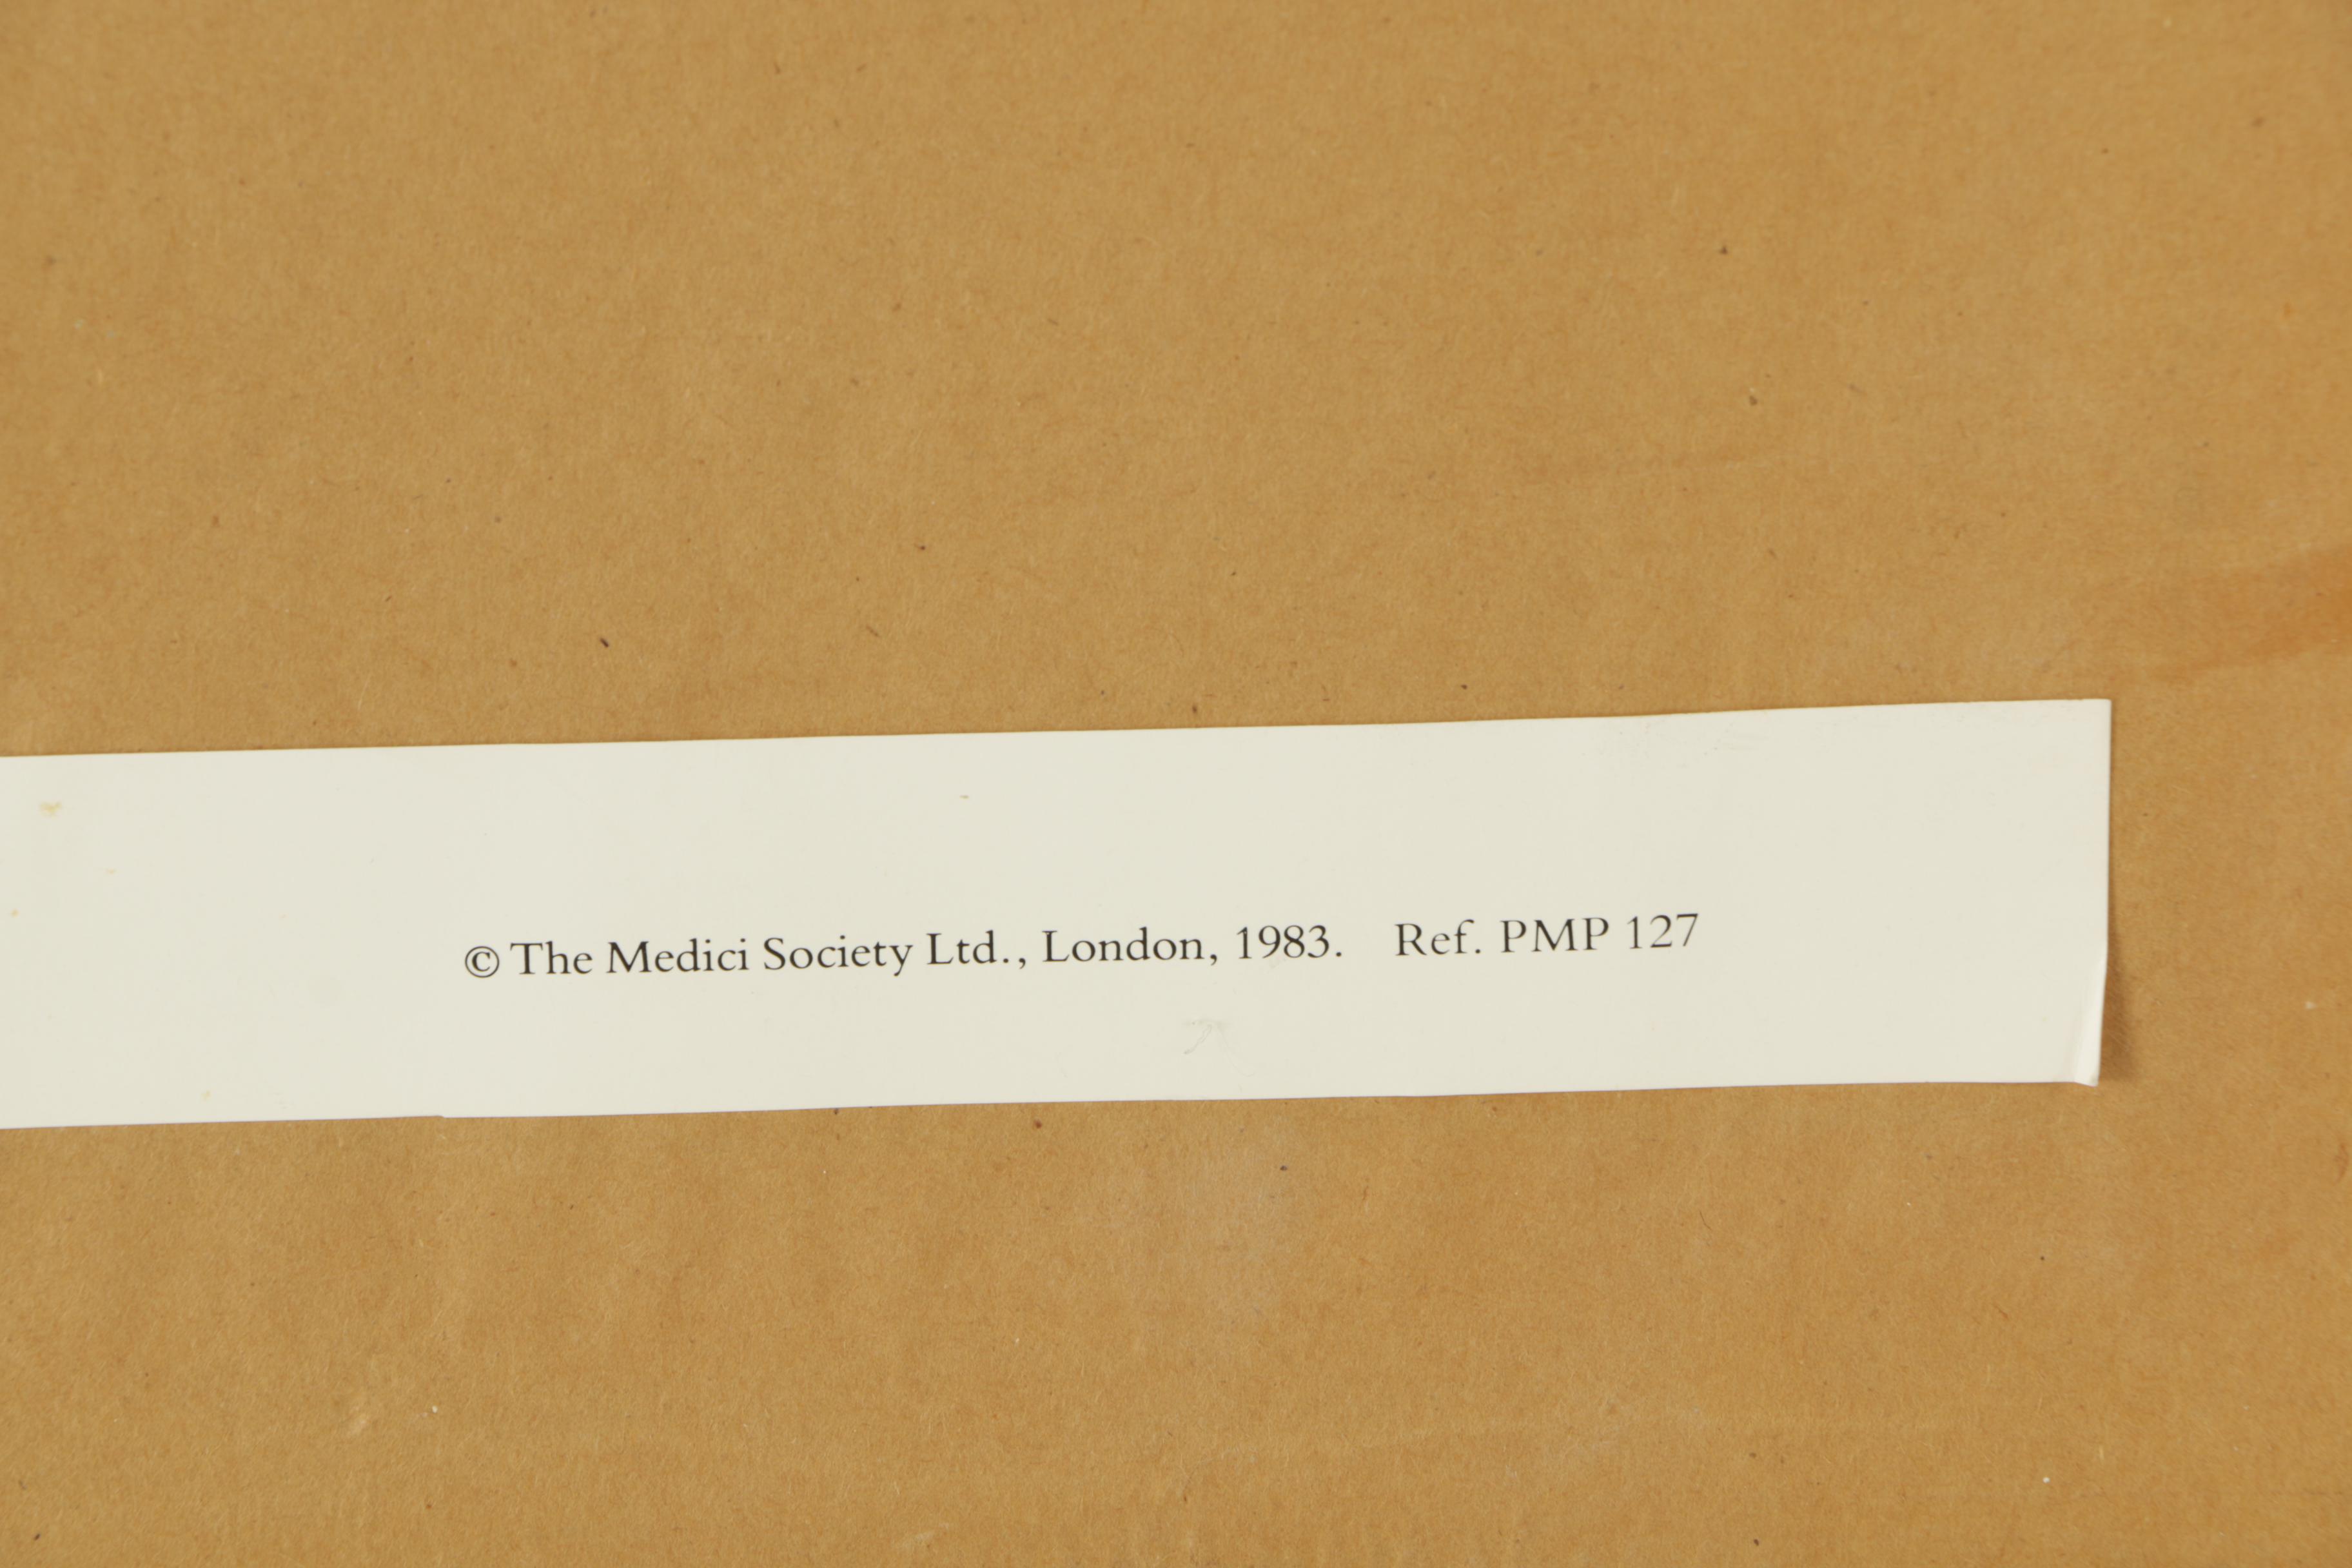 © The Medici Society Ltd., London, 1983. Ref. PMP 127